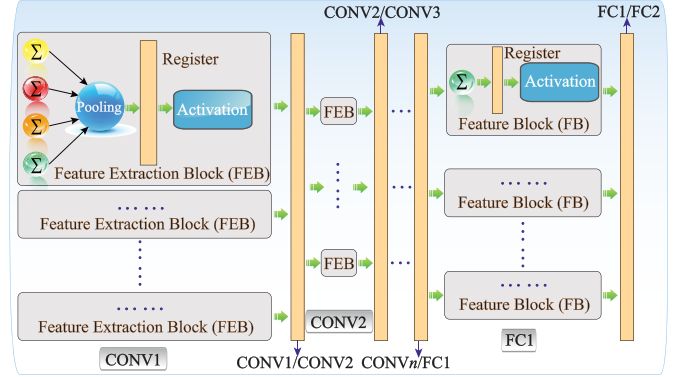 CONV2/CONV3
FC1/FC2
Σ
Σ
Σ
Σ
Pooling
Register
Activation
Feature Extraction Block (FEB)
Feature Extraction Block (FEB)
Feature Extraction Block (FEB)
CONV1
FEB
FEB
CONV2
CONV1/CONV2
CONVn/FC1
Σ
Register
Activation
Feature Block (FB)
Feature Block (FB)
Feature Block (FB)
FC1